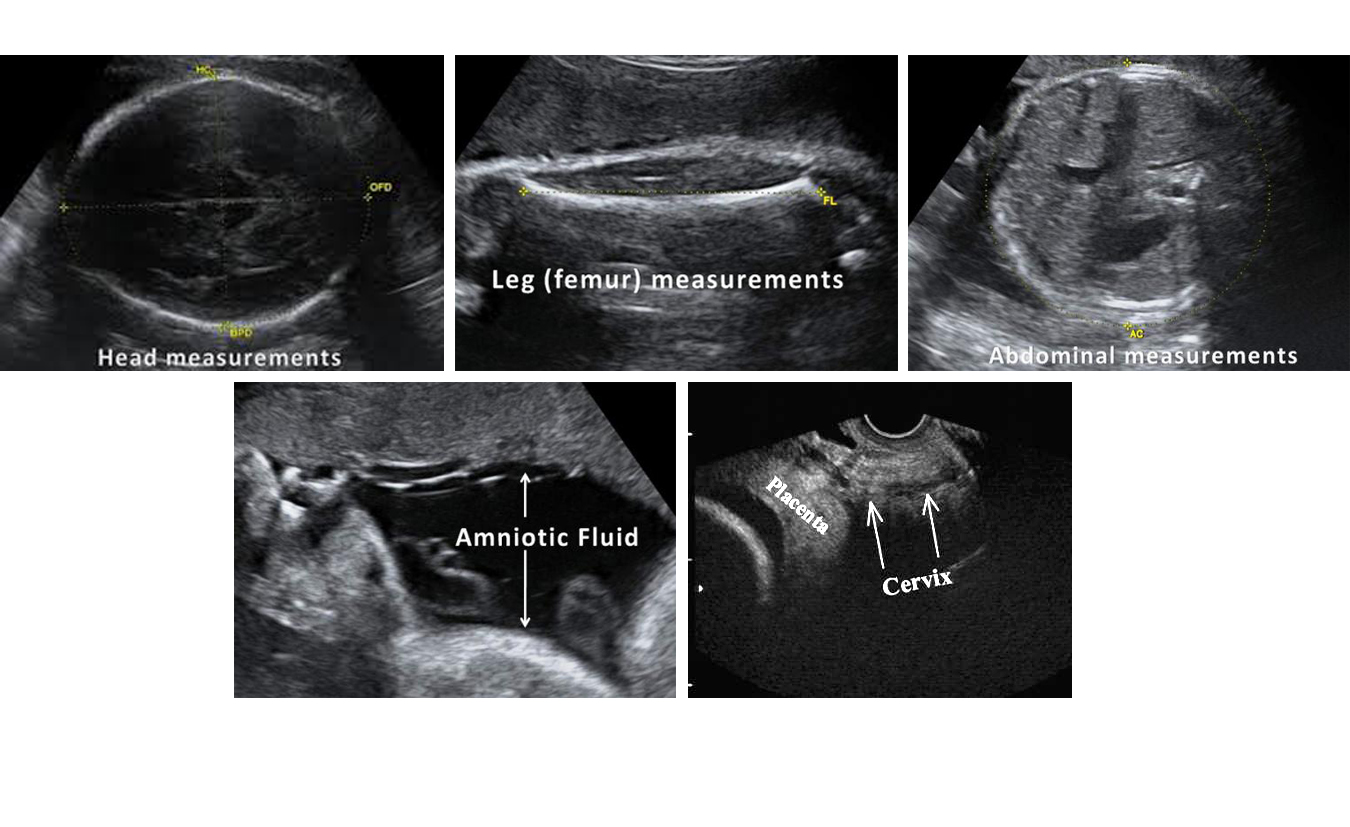 HC
OFD
BPD
Head measurements
FL
Leg (femur) measurements
AC
Abdominal measurements
Amniotic Fluid
Placenta
Cervix